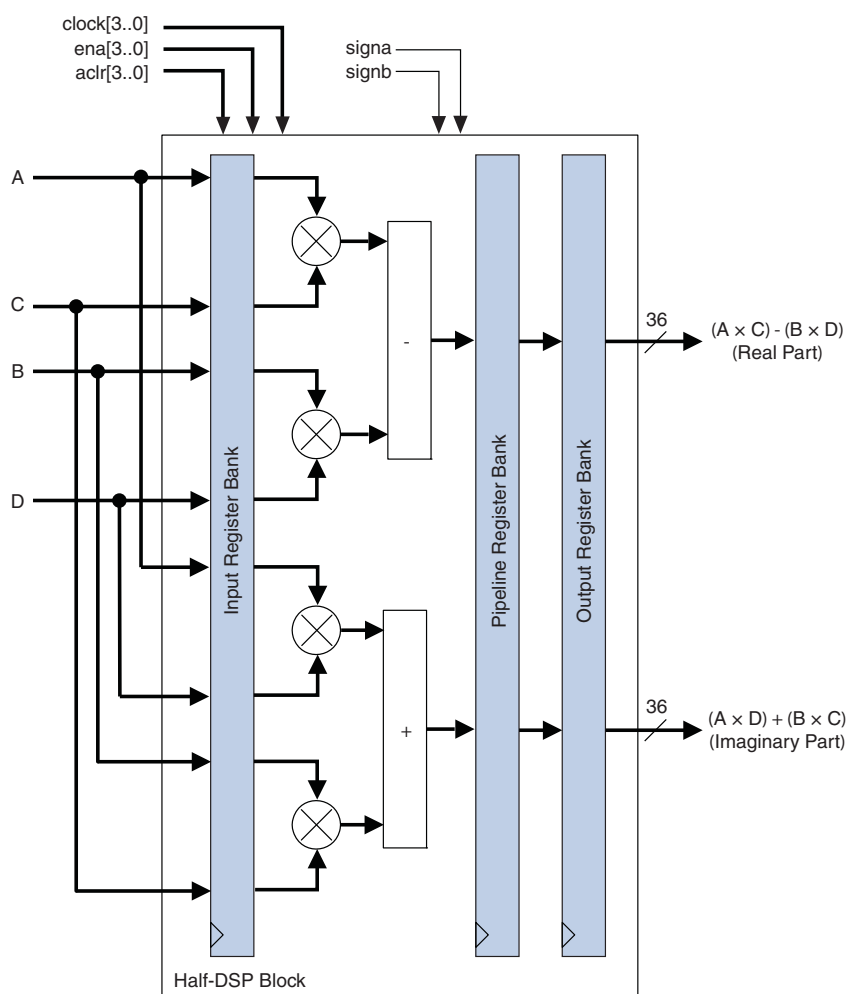 clock[3..0]
ena[3..0]
aclr[3..0]
signa
signb
A
C
B
D
Input Register Bank
-
+
Pipeline Register Bank
Output Register Bank
36
(A × C) - (B × D)
(Real Part)
36
(A × D) + (B × C)
(Imaginary Part)
Half-DSP Block